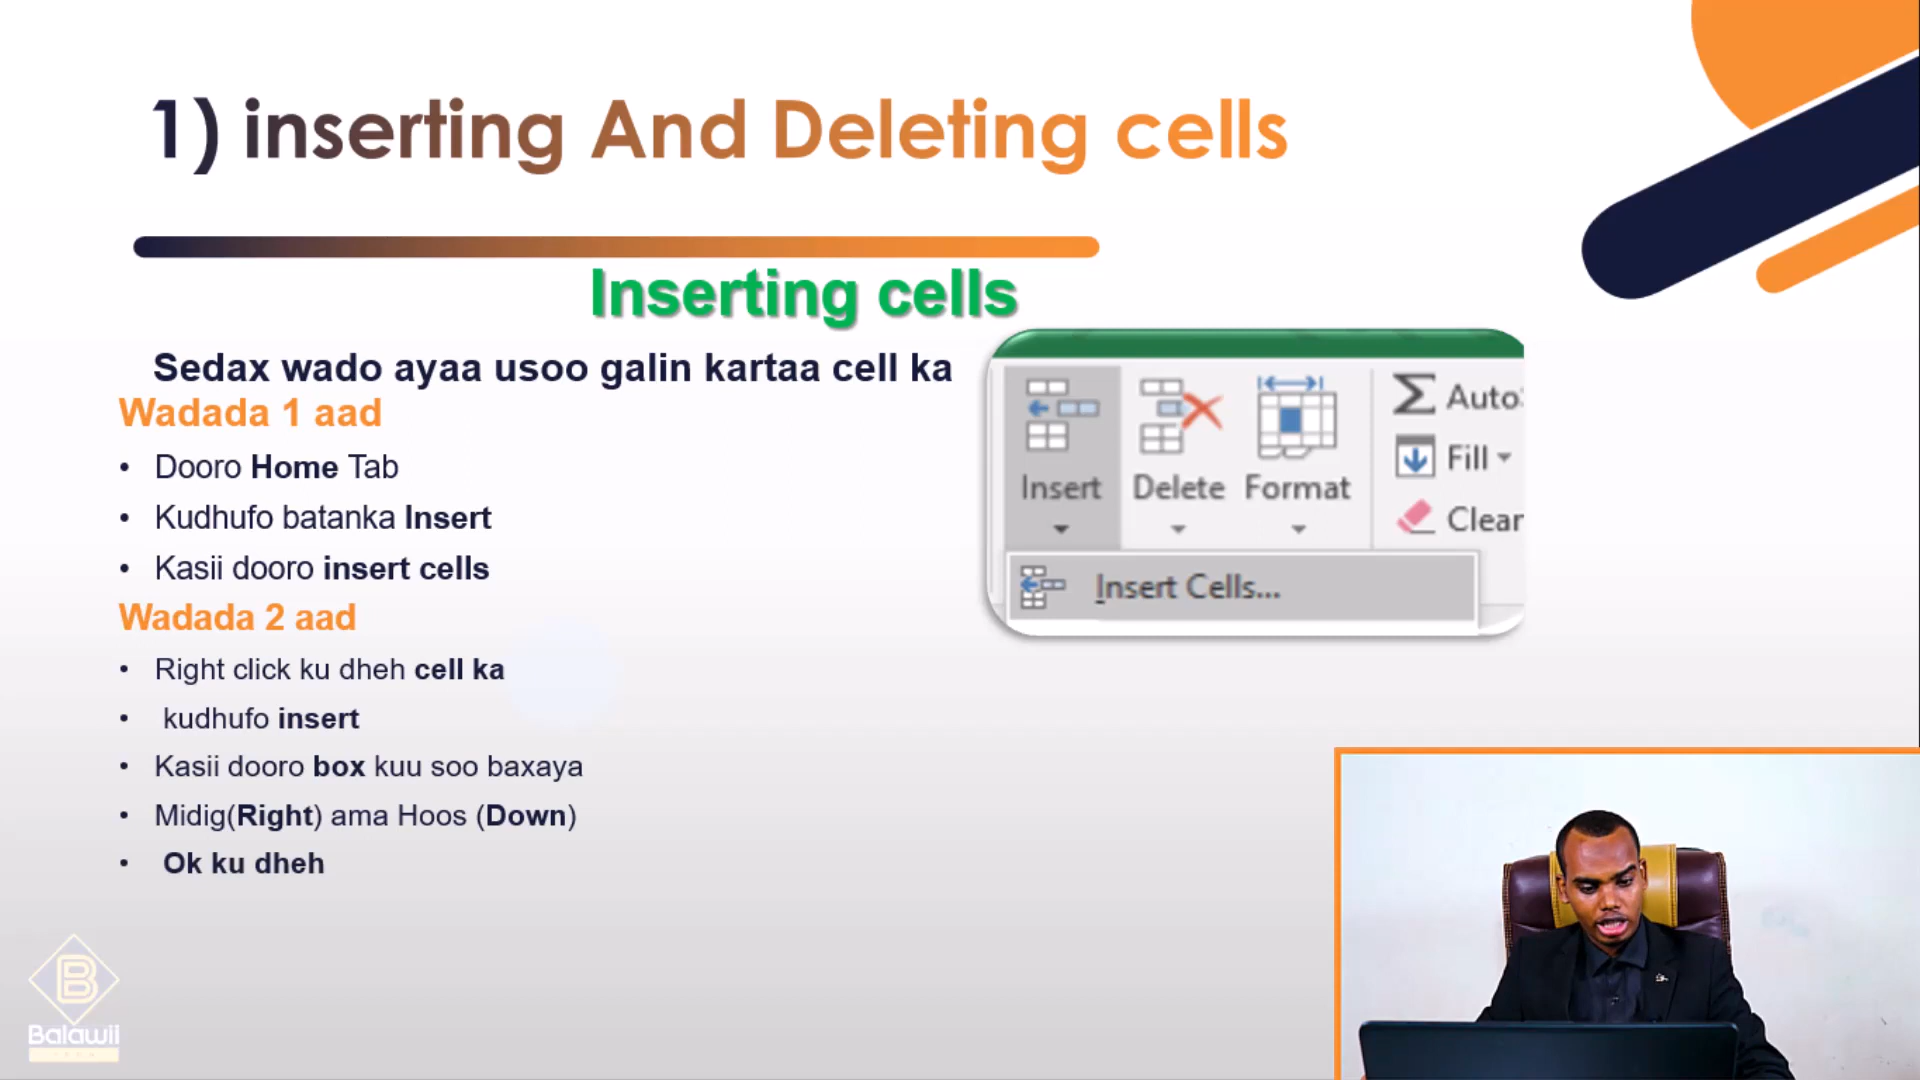 1) inserting And Deleting cells
Inserting cells
Sedax wado ayaa usoo galin kartaa cell ka
Wadada 1 aad
• Dooro Home Tab
• Kudhufo batanka Insert
• Kasii dooro insert cells
Wadada 2 aad
• Right click ku dheh cell ka
• kudhufo insert
• Kasii dooro box kuu soo baxaya
• Midig(Right) ama Hoos (Down)
• Ok ku dheh
Insert Delete Format
Auto
Fill
Clear
Insert Cells...
Balawii